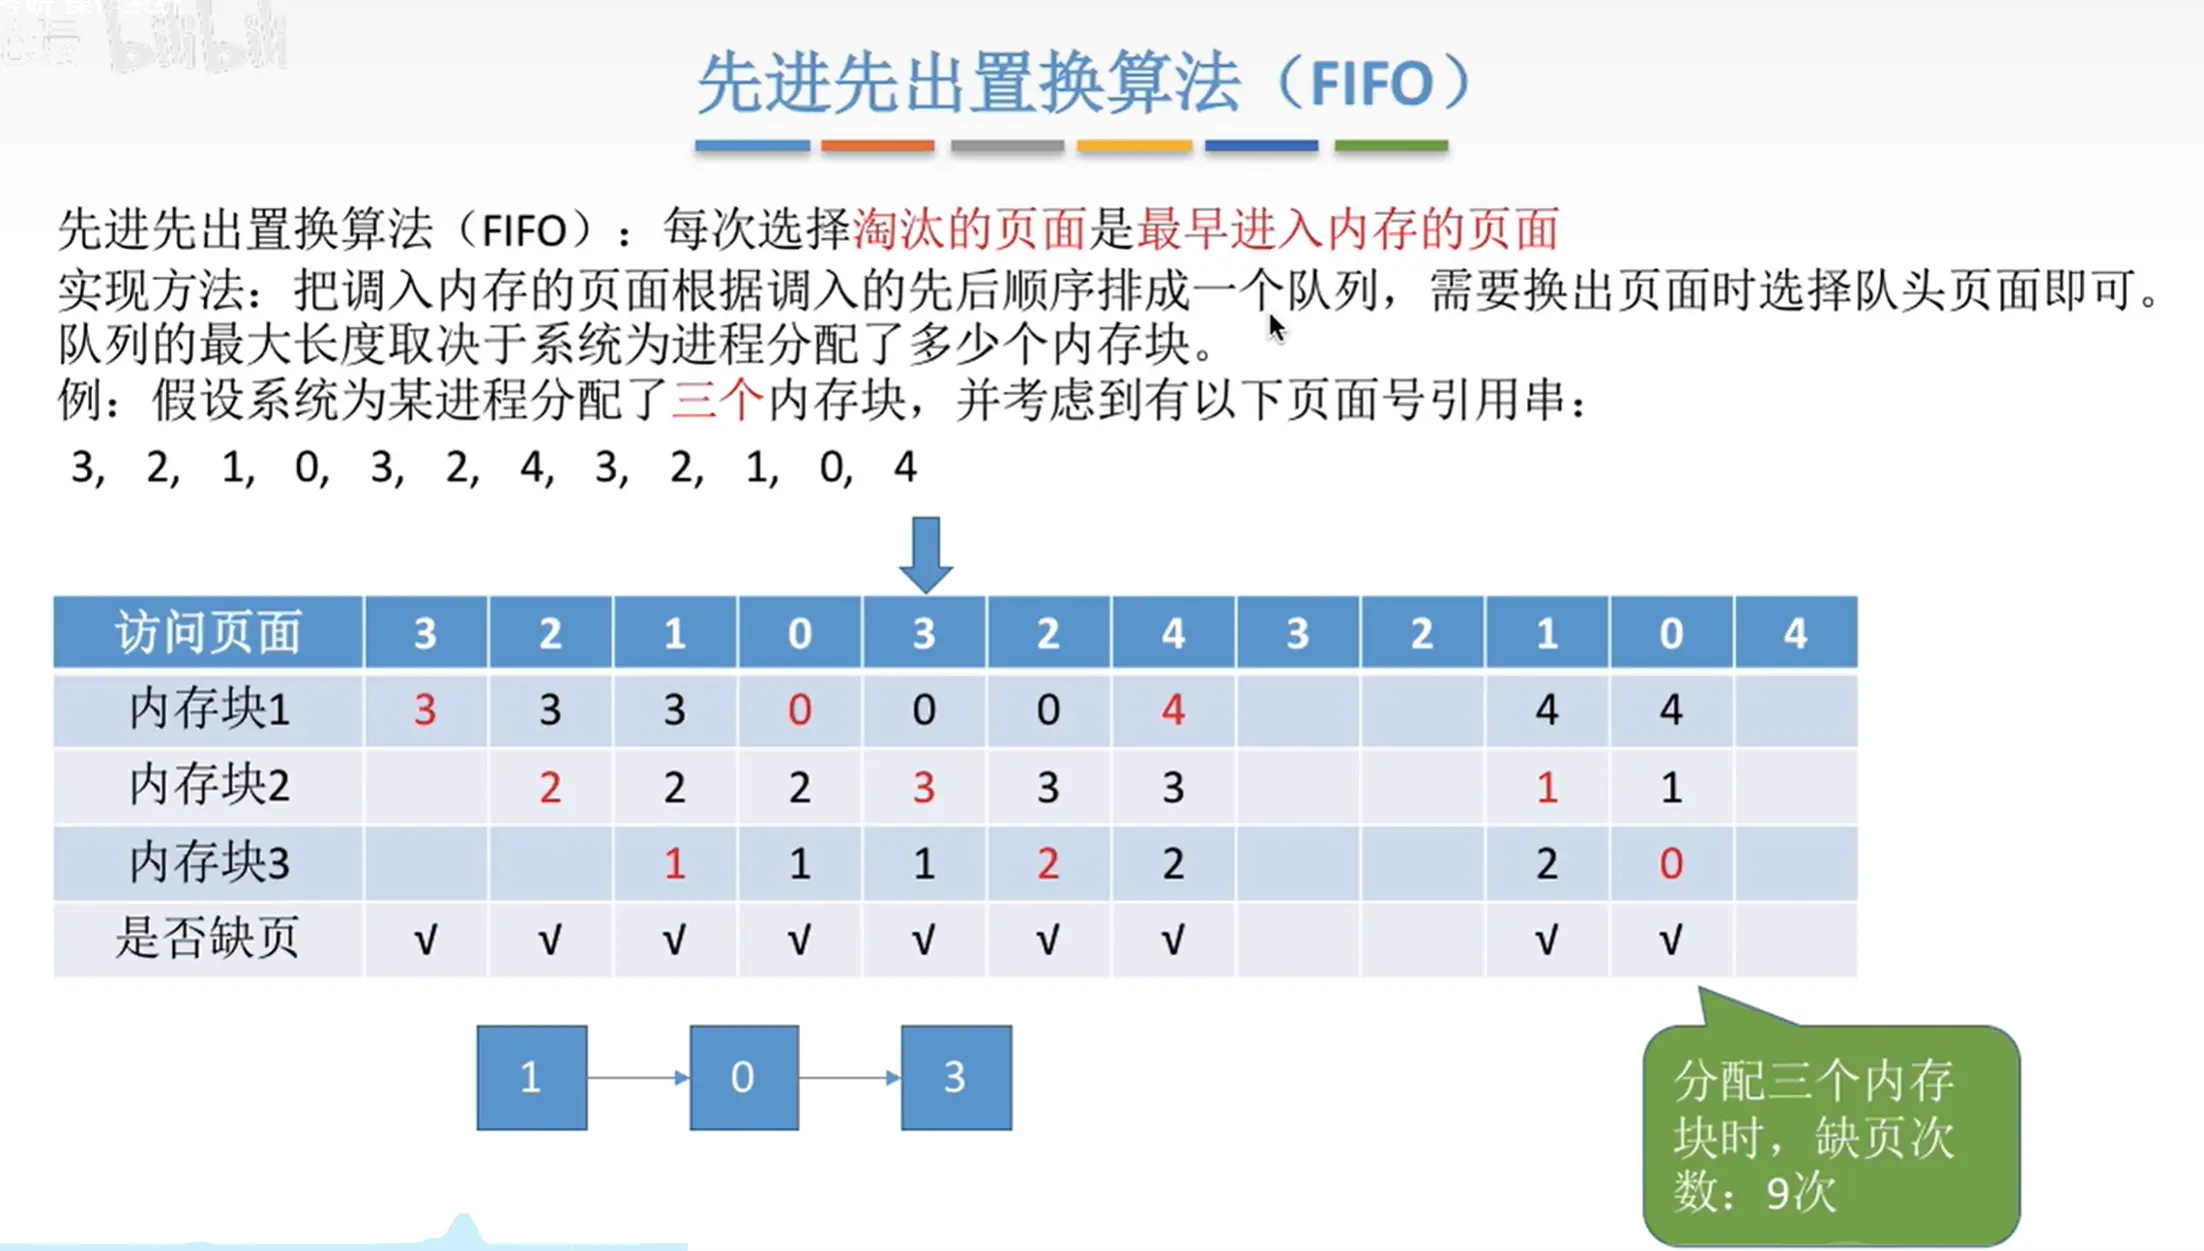 bilibili
先进先出置换算法（FIFO）
先进先出置换算法（FIFO）：每次选择淘汰的页面是最早进入内存的页面
实现方法：把调入内存的页面根据调入的先后顺序排成一个队列，需要换出页面时选择队头页面即可。
队列的最大长度取决于系统为进程分配了多少个内存块。
例：假设系统为某进程分配了三个内存块，并考虑到有以下页面号引用串：
3, 2, 1, 0, 3, 2, 4, 3, 2, 1, 0, 4
访问页面 3 2 1 0 3 2 4 3 2 1 0 4
内存块1 3 3 3 0 0 0 4 4 4
内存块2 2 2 2 3 3 3 1 1
内存块3 1 1 1 2 2 2 0
是否缺页 √ √ √ √ √ √ √ √ √
1 0 3
分配三个内存
块时，缺页次
数：9次